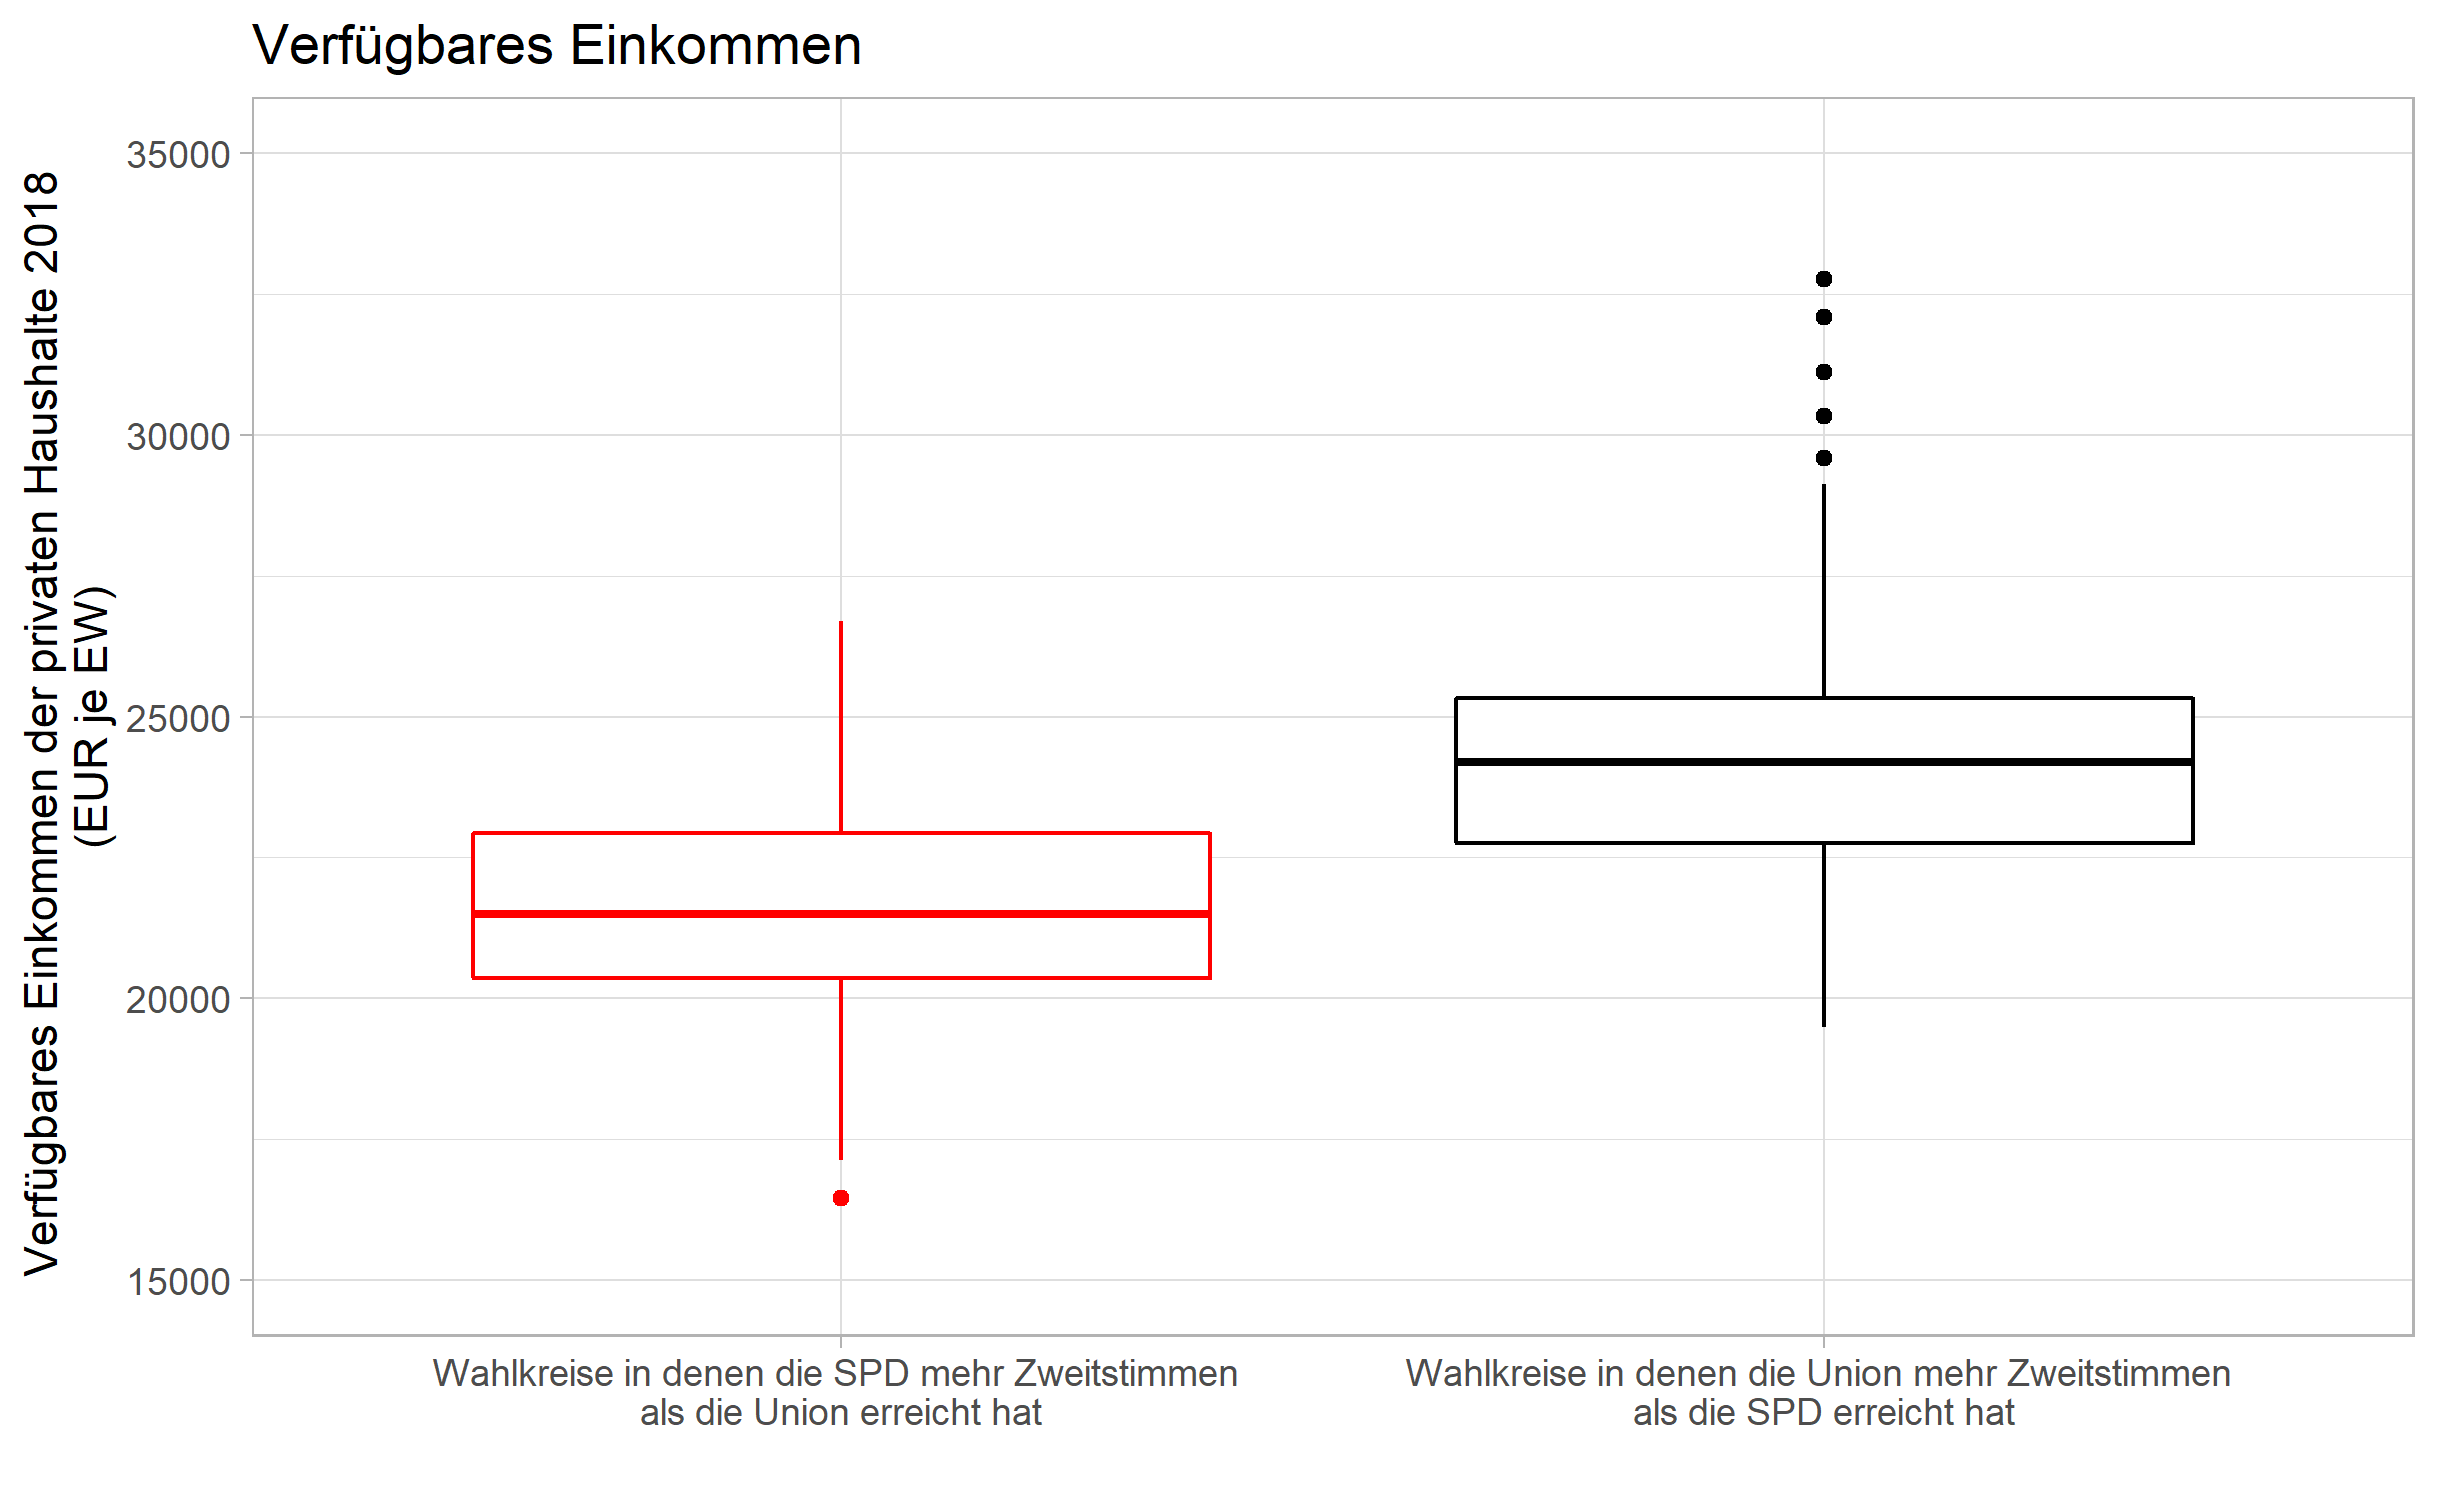 Verfügbares Einkommen
Verfügbares Einkommen der privaten Haushalte 2018
(EUR je EW)
35000
30000
25000
20000
15000
Wahlkreise in denen die SPD mehr Zweitstimmen
als die Union erreicht hat
Wahlkreise in denen die Union mehr Zweitstimmen
als die SPD erreicht hat